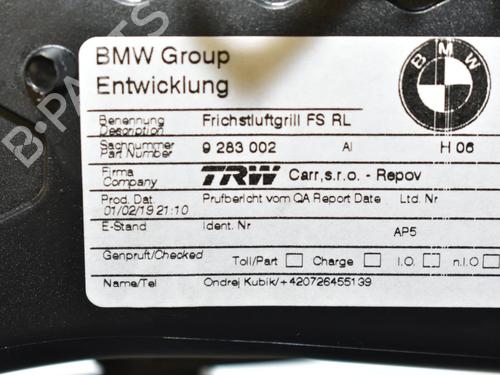 BMW Group
Entwicklung
BMW
Benennung Frichstluftgrill FS RL
Description
Sachnummer 9 283 002 AI H 06
Part Number
Firma TRW Carr,s.r.o. - Repov
Company
Prod. Dat. Prufbericht vom QA Report Date Ltd. Nr
01/02/19 21:10
E-Stand Ident. Nr AP5
Genpruft/Checked Toll/Part Charge I.O. n.I.O
Name/Tel Ondrej Kubik/+420726455139
B-PARTS